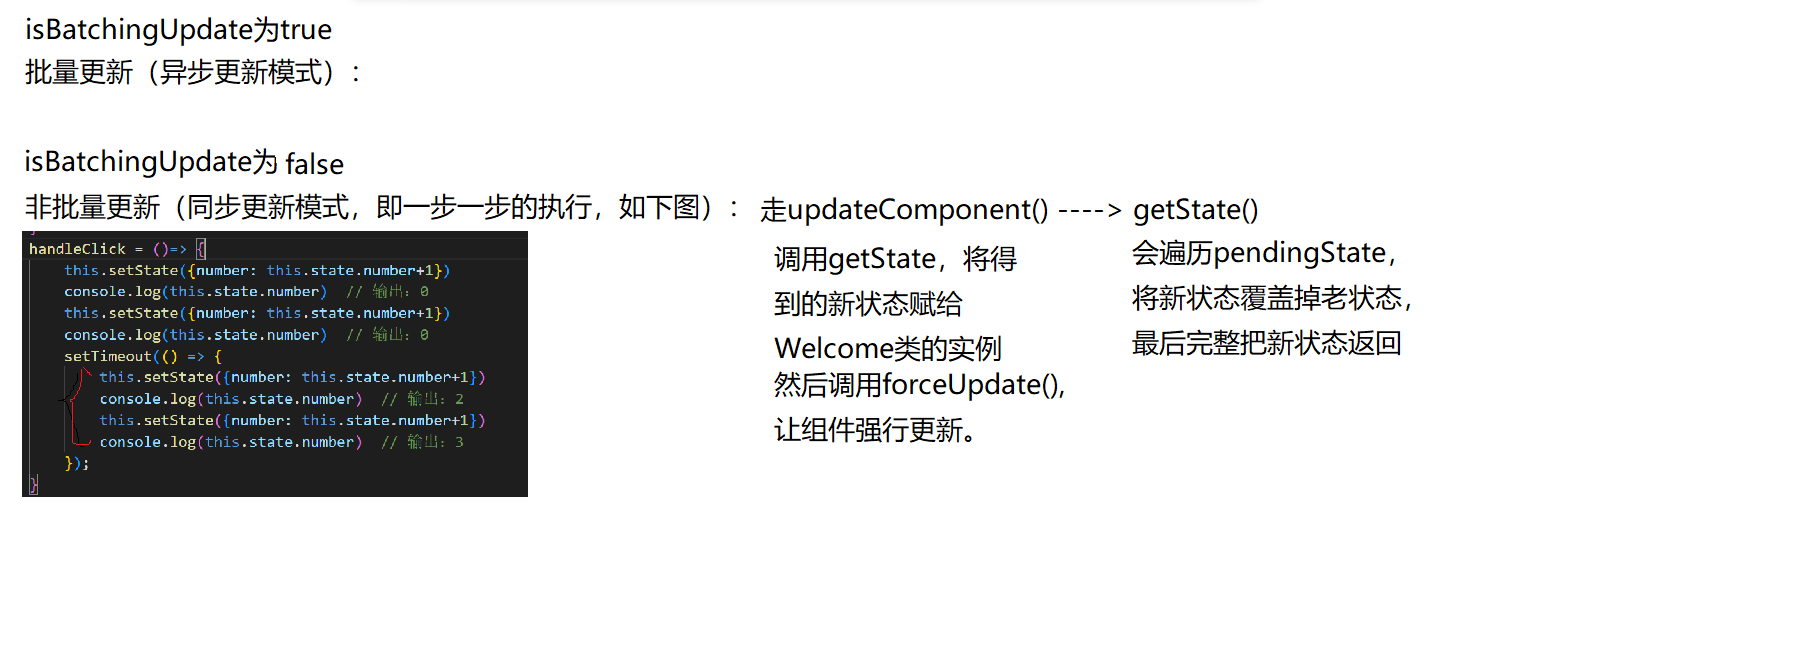 isBatchingUpdate为true
批量更新（异步更新模式）：
isBatchingUpdate为 false
非批量更新（同步更新模式，即一步一步的执行，如下图）： 走updateComponent() ----> getState()
handleClick = ()=> {
this.setState({number: this.state.number+1})
console.log(this.state.number) // 输出：0
this.setState({number: this.state.number+1})
console.log(this.state.number) // 输出：0
setTimeout(() => {
this.setState({number: this.state.number+1})
console.log(this.state.number) // 输出：2
this.setState({number: this.state.number+1})
console.log(this.state.number) // 输出：3
});
}
调用getState，将得
到的新状态赋给
Welcome类的实例
然后调用forceUpdate(),
让组件强行更新。
会遍历pendingState，
将新状态覆盖掉老状态，
最后完整把新状态返回